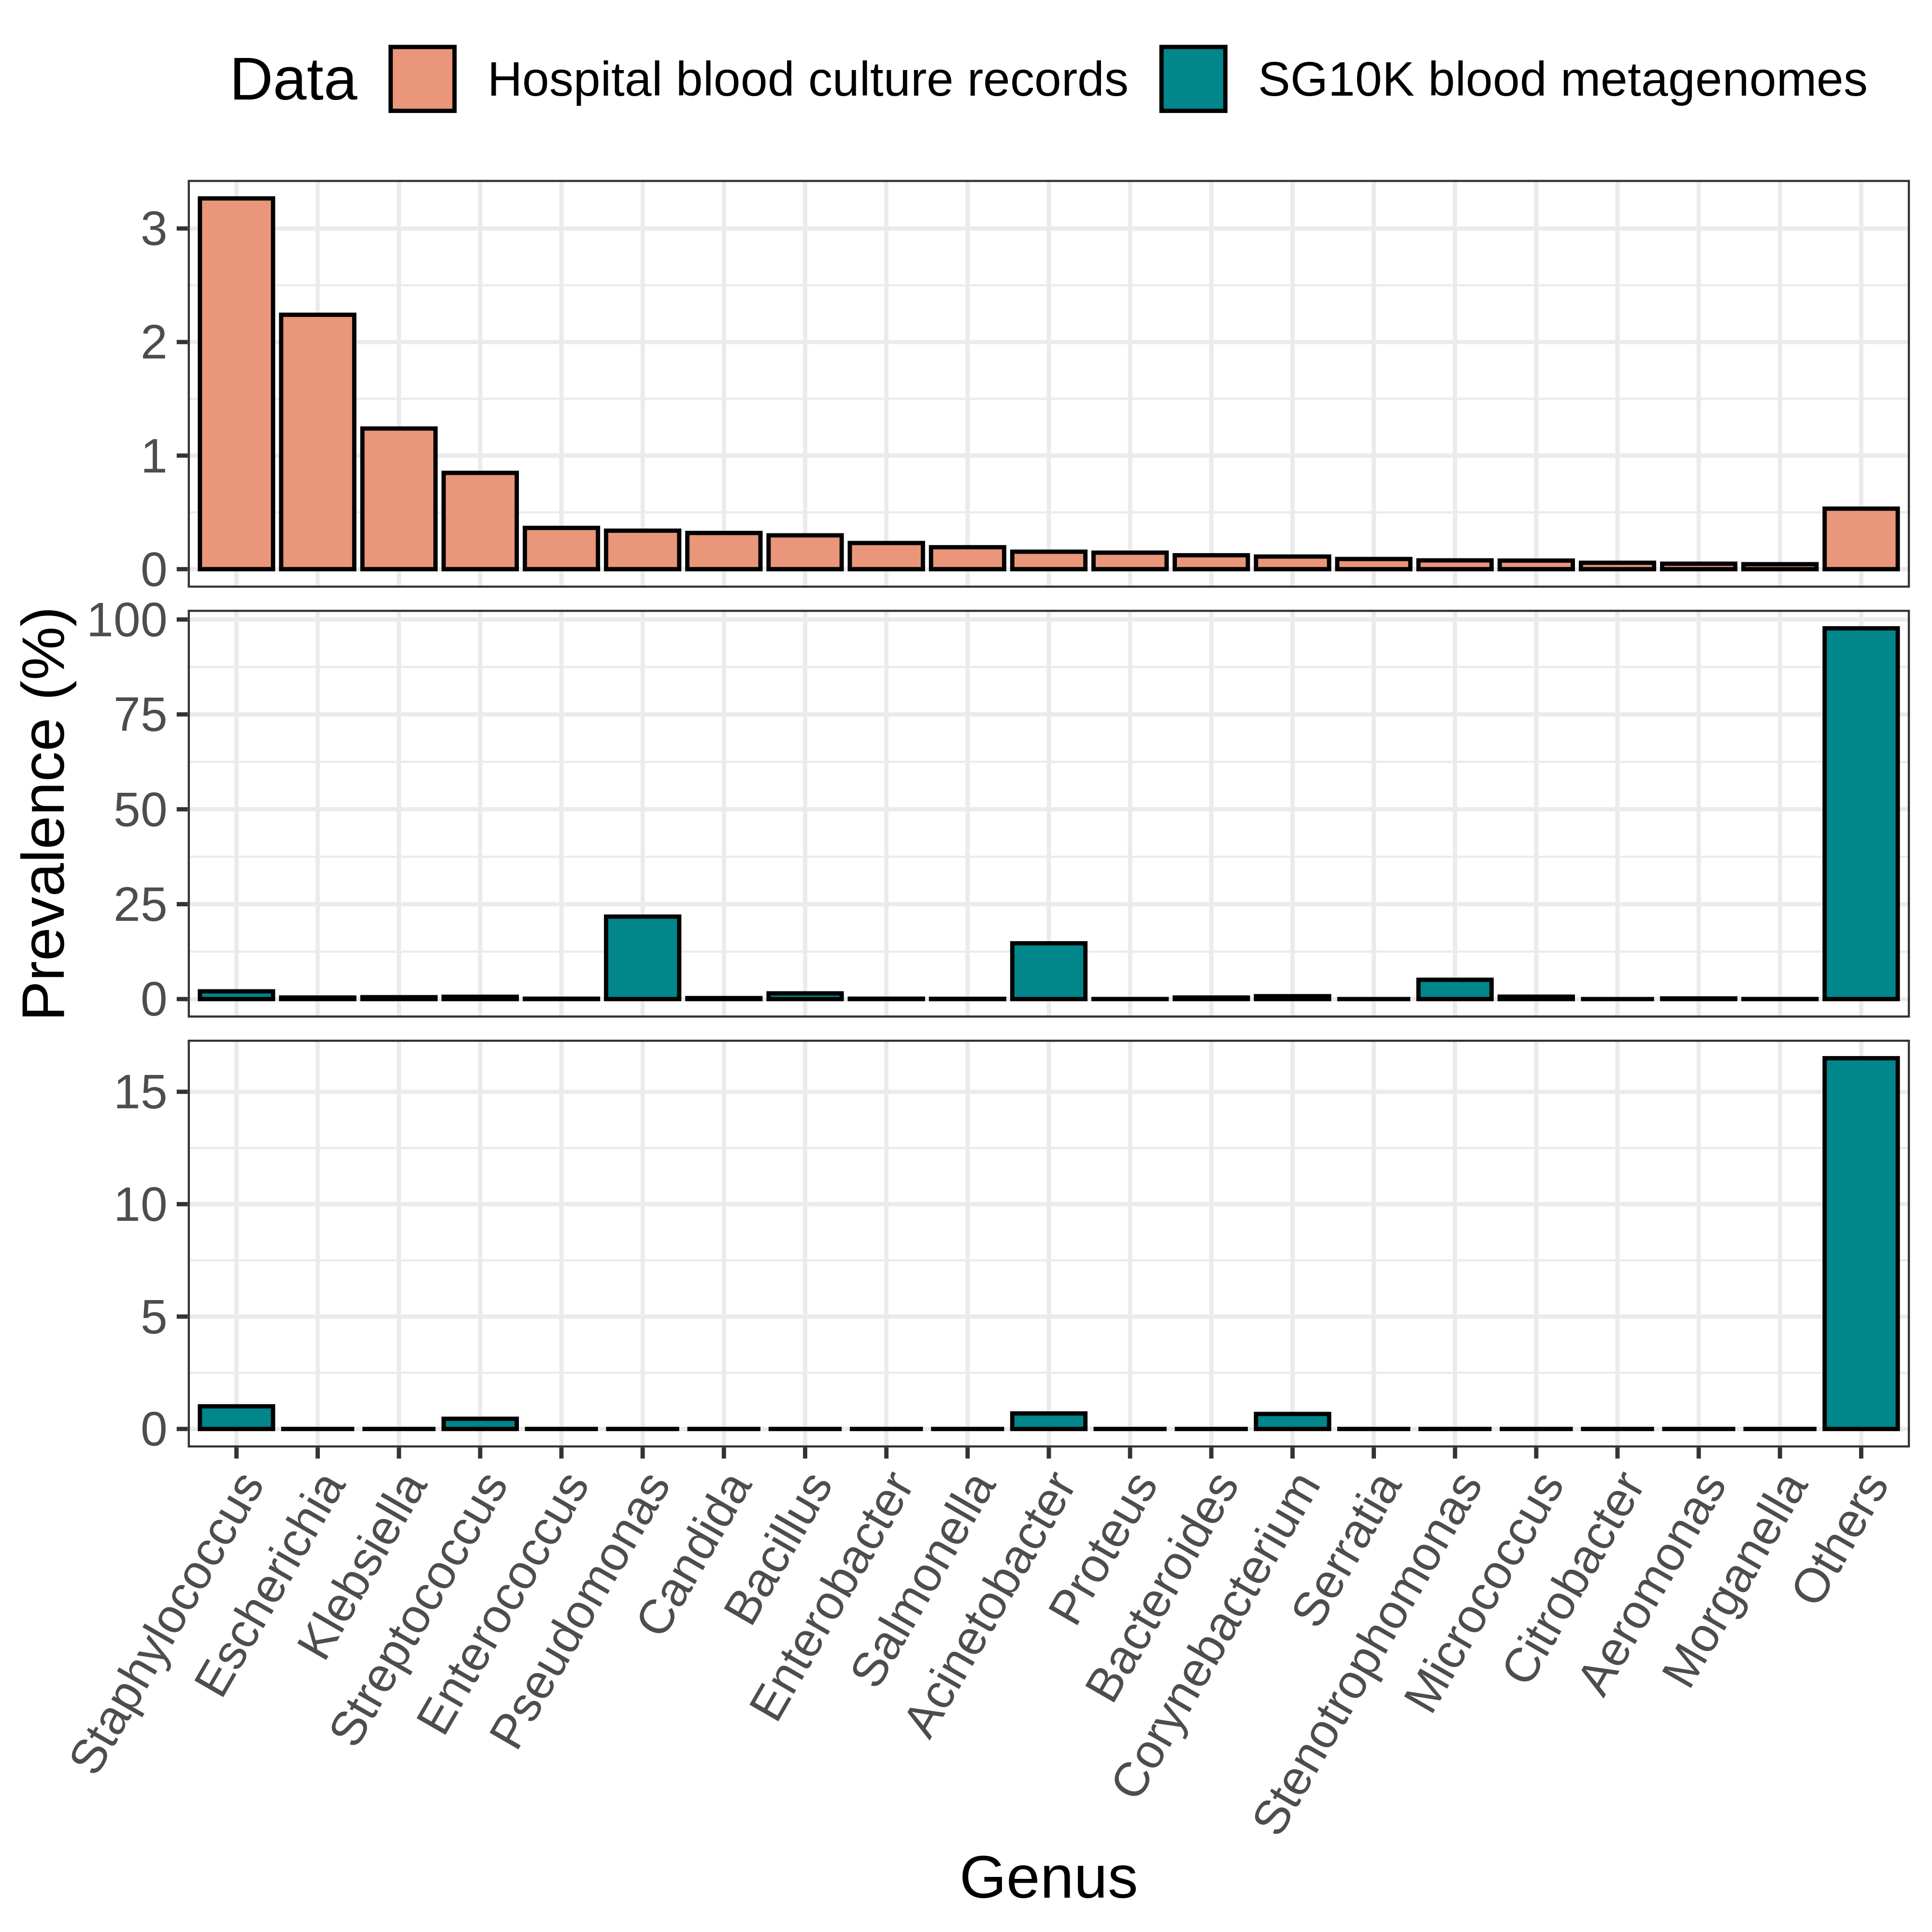 Data Hospital blood culture records SG10K blood metagenomes
3
2
1
0
Prevalence (%)
100
75
50
25
0
15
10
5
0
Staphylococcus
Escherichia
Klebsiella
Streptococcus
Enterococcus
Pseudomonas
Candida
Bacillus
Enterobacter
Salmonella
Acinetobacter
Proteus
Bacteroides
Corynebacterium
Serratia
Stenotrophomonas
Micrococcus
Citrobacter
Aeromonas
Morganella
Others
Genus